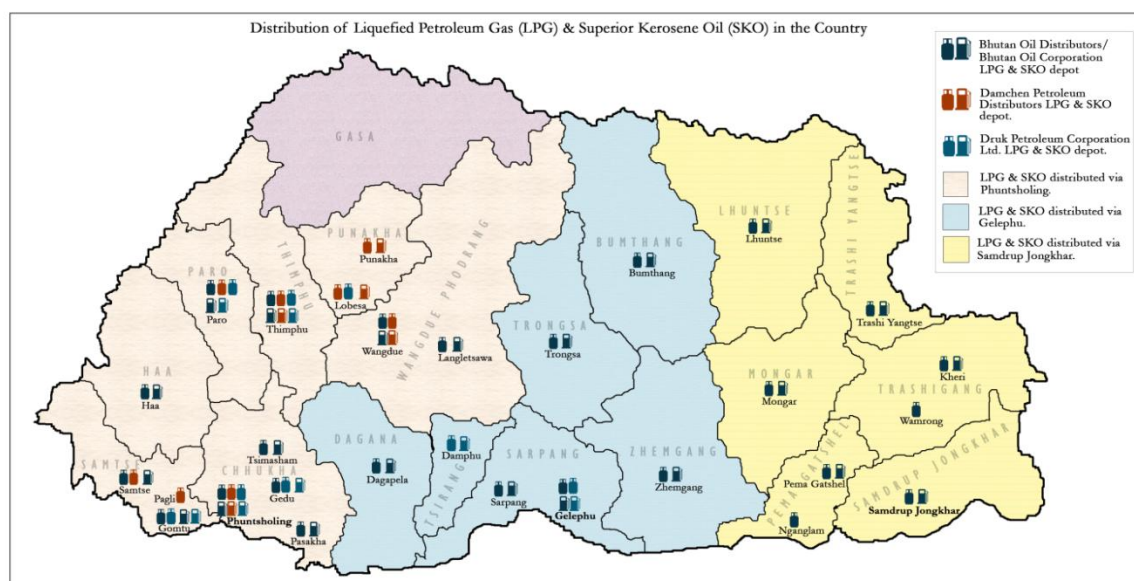 Distribution of Liquefied Petroleum Gas (LPG) & Superior Kerosene Oil (SKO) in the Country
Bhutan Oil Distributors/
Bhutan Oil Corporation
LPG & SKO depot
Damchen Petroleum
Distributors LPG & SKO
depot.
Druk Petroleum Corporation
Ltd. LPG & SKO depot.
LPG & SKO distributed via
Phuntsholing.
LPG & SKO distributed via
Gelephu.
LPG & SKO distributed via
Samdrup Jongkhar.
GASA
PUNAKHA
Punakha
THIMPHU
Thimphu
PARO
Paro
Lobesa
WANGDUE PHODRANG
Wangdue
Langletsawa
HAA
Haa
BUMTHANG
Bumthang
TRONGSA
Trongsa
LHUNTSE
Lhuntse
TRASHI YANGTSE
Trashi Yangtse
MONGAR
Mongar
Kheri
TRASHIGANG
Wamrong
SAMTSE
Samtse
Pagli
Gomtu
CHHUKHA
Tsimasham
Gedu
Phuntsholing
Pasakha
DAGANA
Dagapela
TSIRANG
Damphu
SARPANG
Sarpang
Gelephu
ZHEMGANG
Zhemgang
PEMA GATSHEL
Pema Gatshel
Nganglam
SAMDRUP JONGKHAR
Samdrup Jongkhar